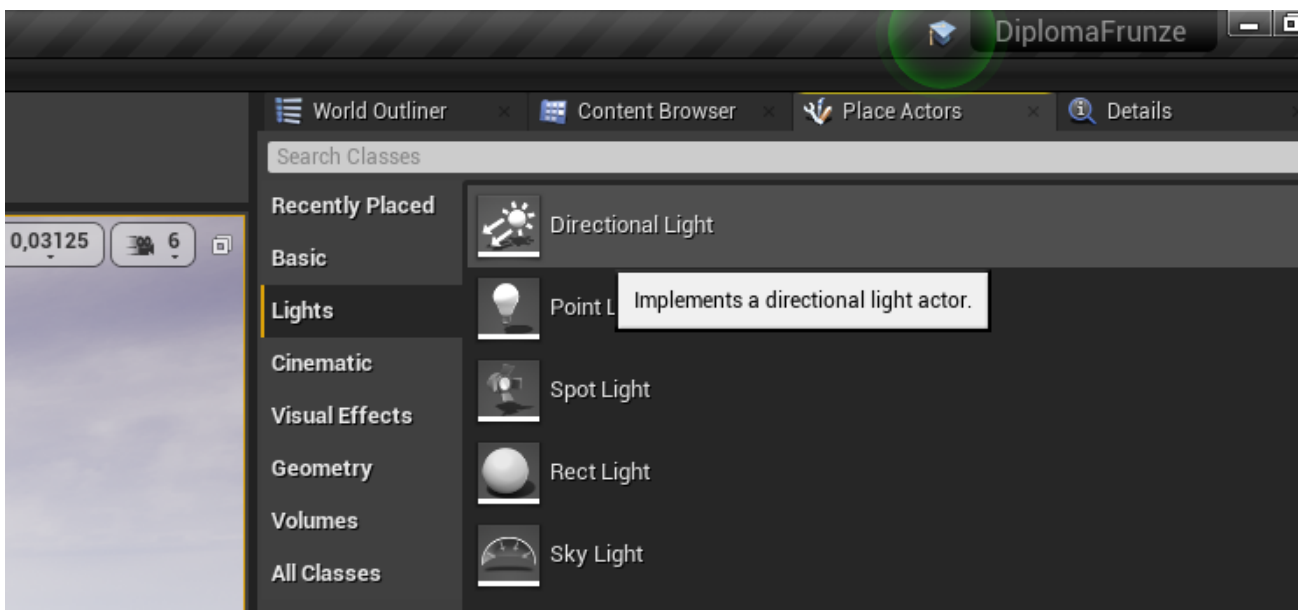 DiplomaFrunze
World Outliner
Content Browser
Place Actors
Details
Search Classes
Recently Placed
Basic
Lights
Cinematic
Visual Effects
Geometry
Volumes
All Classes
0,03125
6
Directional Light
Implements a directional light actor.
Point L
Spot Light
Rect Light
Sky Light